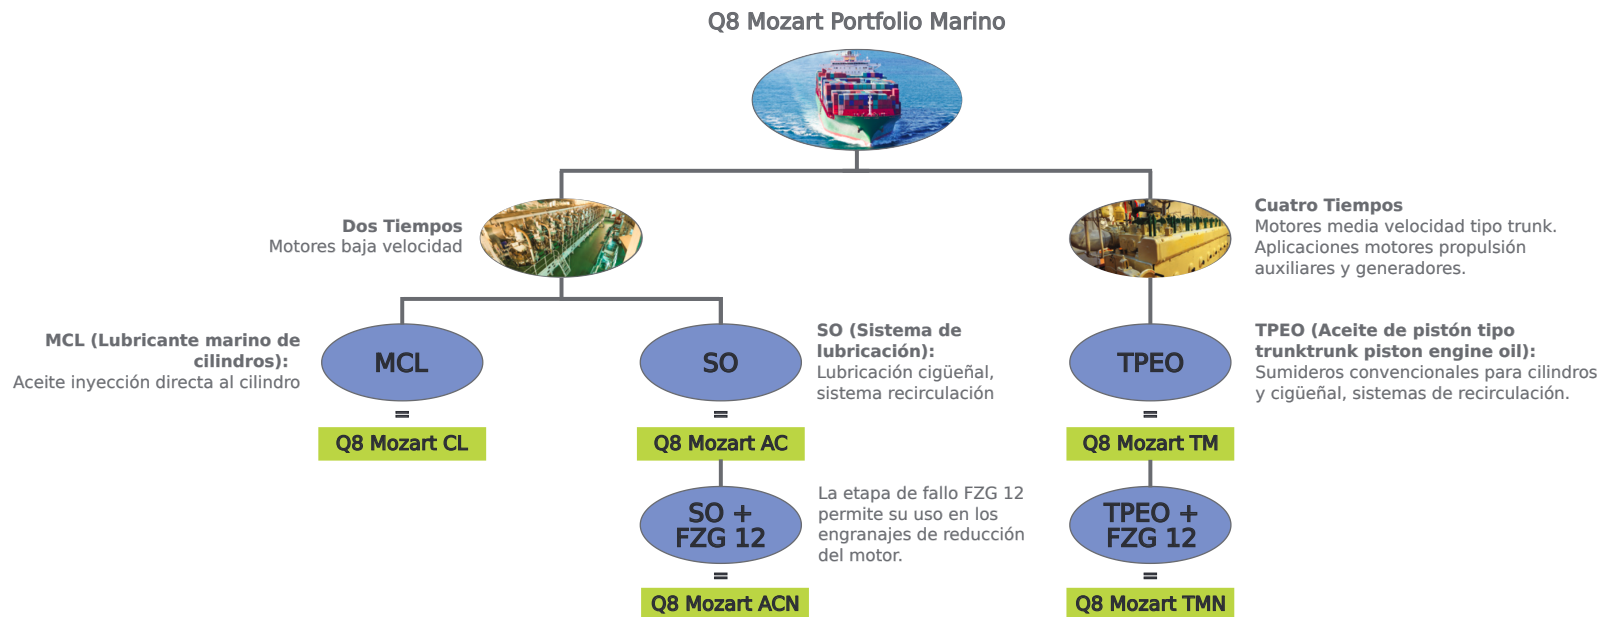 Q8 Mozart Portfolio Marino
Dos Tiempos
Motores baja velocidad
Cuatro Tiempos
Motores media velocidad tipo trunk.
Aplicaciones motores propulsión
auxiliares y generadores.
MCL (Lubricante marino de
cilindros):
Aceite inyección directa al cilindro
MCL
=
Q8 Mozart CL
SO
SO (Sistema de
lubricación):
Lubricación cigüeñal,
sistema recirculación
=
Q8 Mozart AC
TPEO
TPEO (Aceite de pistón tipo
trunktrunk piston engine oil):
Sumideros convencionales para cilindros
y cigüeñal, sistemas de recirculación.
=
Q8 Mozart TM
SO +
FZG 12
La etapa de fallo FZG 12
permite su uso en los
engranajes de reducción
del motor.
=
Q8 Mozart ACN
TPEO +
FZG 12
=
Q8 Mozart TMN